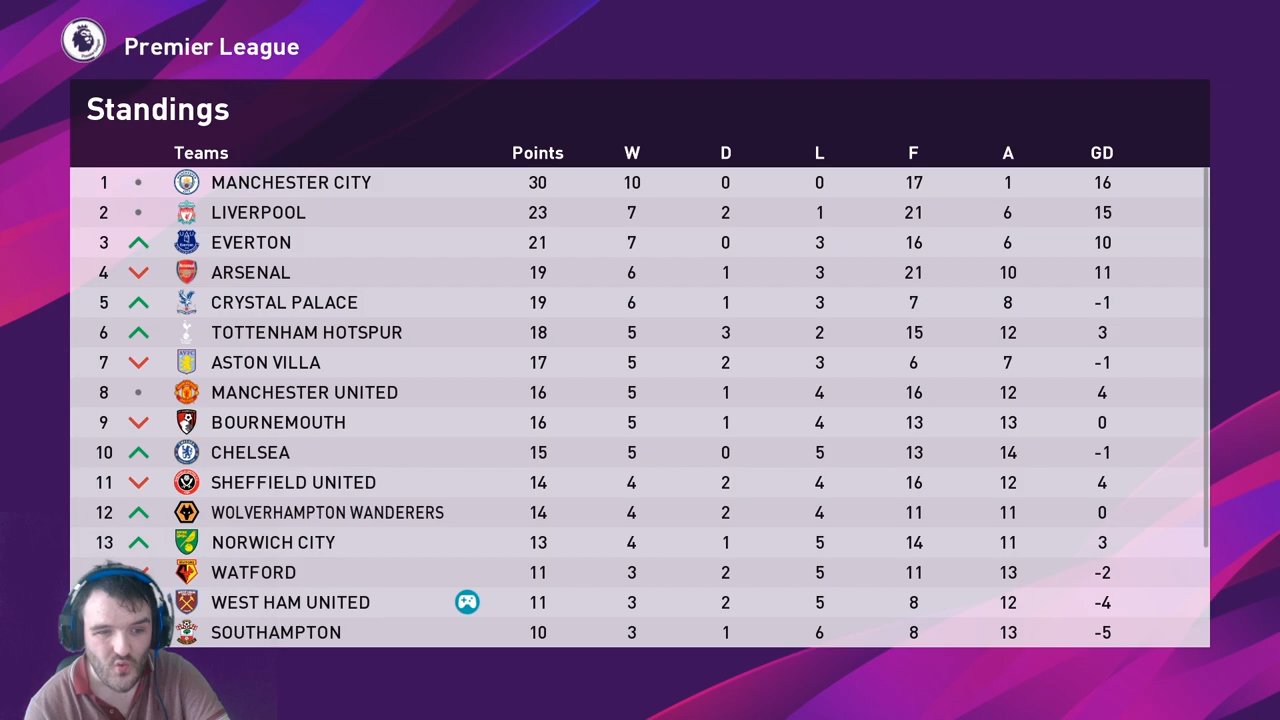 Premier League
Standings
Teams Points W D L F A GD
1 MANCHESTER CITY 30 10 0 0 17 1 16
2 LIVERPOOL 23 7 2 1 21 6 15
3 EVERTON 21 7 0 3 16 6 10
4 ARSENAL 19 6 1 3 21 10 11
5 CRYSTAL PALACE 19 6 1 3 7 8 -1
6 TOTTENHAM HOTSPUR 18 5 3 2 15 12 3
7 ASTON VILLA 17 5 2 3 6 7 -1
8 MANCHESTER UNITED 16 5 1 4 16 12 4
9 BOURNEMOUTH 16 5 1 4 13 13 0
10 CHELSEA 15 5 0 5 13 14 -1
11 SHEFFIELD UNITED 14 4 2 4 16 12 4
12 WOLVERHAMPTON WANDERERS 14 4 2 4 11 11 0
13 NORWICH CITY 13 4 1 5 14 11 3
WATFORD 11 3 2 5 11 13 -2
WEST HAM UNITED 11 3 2 5 8 12 -4
SOUTHAMPTON 10 3 1 6 8 13 -5